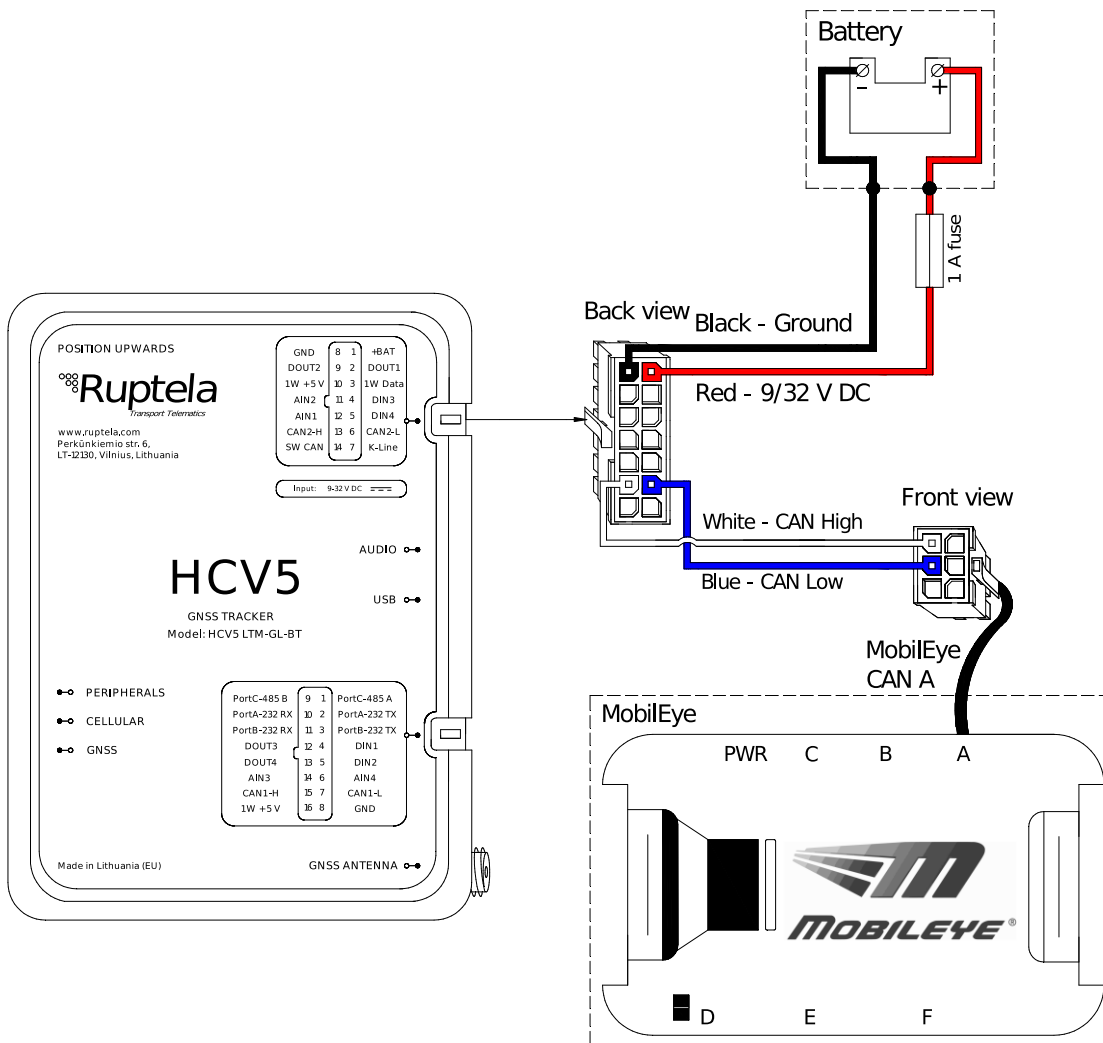 Battery
- +
1 A fuse
Back view
Black - Ground
Red - 9/32 V DC
White - CAN High
Blue - CAN Low
Front view
MobilEye
CAN A
POSITION UPWARDS
Ruptela
Transport Telematics
www.ruptela.com
Perkūnkiemio str. 6,
LT-12130, Vilnius, Lithuania
GND 8 1 +BAT
DOUT2 9 2 DOUT1
1W +5 V 10 3 1W Data
AIN2 11 4 DIN3
AIN1 12 5 DIN4
CAN2-H 13 6 CAN2-L
SW CAN 14 7 K-Line
Input: 9-32 V DC
AUDIO
HCV5
USB
GNSS TRACKER
Model: HCV5 LTM-GL-BT
PERIPHERALS
CELLULAR
GNSS
PortC-485 B 9 1 PortC-485 A
PortA-232 RX 10 2 PortA-232 TX
PortB-232 RX 11 3 PortB-232 TX
DOUT3 12 4 DIN1
DOUT4 13 5 DIN2
AIN3 14 6 AIN4
CAN1-H 15 7 CAN1-L
1W +5 V 16 8 GND
Made in Lithuania (EU)
GNSS ANTENNA
MobilEye
PWR C B A
MOBILEYE®
D E F